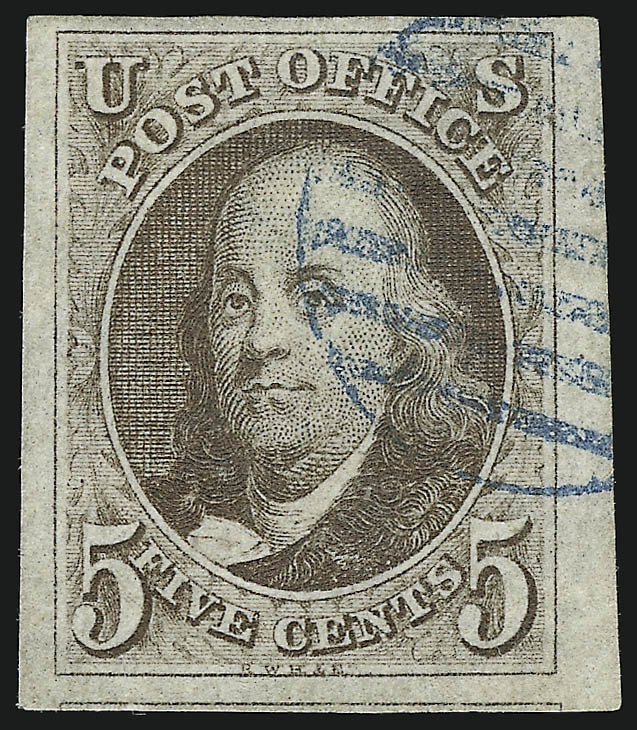 U S
POST OFFICE
5 5
FIVE CENTS
R. W. H. & E.